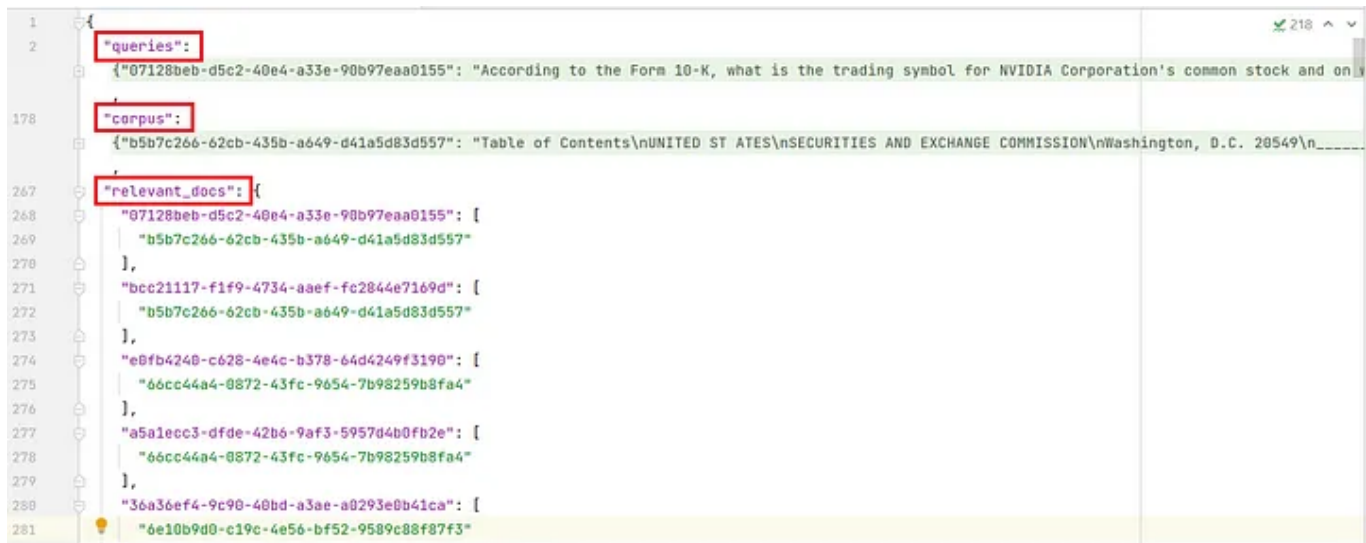 218
1 {
2 "queries":
{"07128beb-d5c2-40e4-a33e-90b97eaa0155": "According to the Form 10-K, what is the trading symbol for NVIDIA Corporation's common stock and on
,
178 "corpus":
{"b5b7c266-62cb-435b-a649-d41a5d83d557": "Table of Contents\nUNITED ST ATES\nSECURITIES AND EXCHANGE COMMISSION\nWashington, D.C. 20549\n______
,
267 "relevant_docs": {
268 "07128beb-d5c2-40e4-a33e-90b97eaa0155": [
269 "b5b7c266-62cb-435b-a649-d41a5d83d557"
270 ],
271 "bcc21117-f1f9-4734-aaef-fc2844e7169d": [
272 "b5b7c266-62cb-435b-a649-d41a5d83d557"
273 ],
274 "e0fb4240-c628-4e4c-b378-64d4249f3190": [
275 "66cc44a4-0872-43fc-9654-7b98259b8fa4"
276 ],
277 "a5a1ecc3-dfde-42b6-9af3-5957d4b0fb2e": [
278 "66cc44a4-0872-43fc-9654-7b98259b8fa4"
279 ],
280 "36a36ef4-9c90-40bd-a3ae-a0293e0b41ca": [
281 "6e10b9d0-c19c-4e56-bf52-9589c88f87f3"